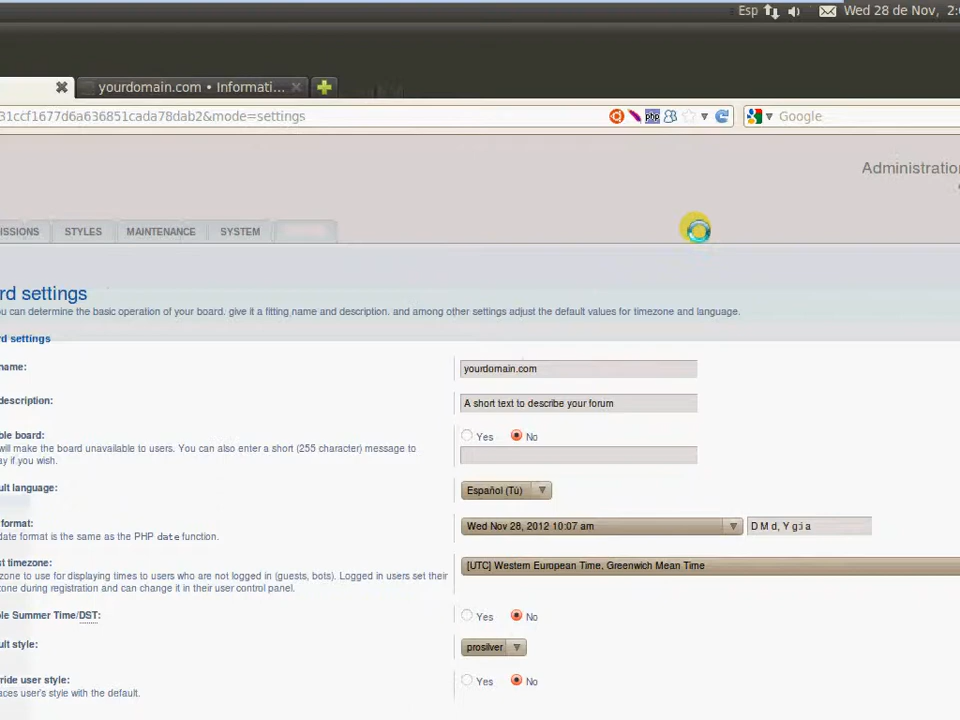 Esp Wed 28 de Nov, 2:
yourdomain.com • Informati...
31ccf1677d6a636851cada78dab2&mode=settings
php
Google
Administratio
ISSIONS STYLES MAINTENANCE SYSTEM
rd settings
u can determine the basic operation of your board, give it a fitting name and description, and among other settings adjust the default values for timezone and language.
rd settings
name: yourdomain.com
description: A short text to describe your forum
ble board: Yes No
will make the board unavailable to users. You can also enter a short (255 character) message to
ay if you wish.
ult language: Español (Tú)
format: Wed Nov 28, 2012 10:07 am D M d, Y g:i a
date format is the same as the PHP date function.
st timezone: [UTC] Western European Time, Greenwich Mean Time
zone to use for displaying times to users who are not logged in (guests, bots). Logged in users set their
zone during registration and can change it in their user control panel.
le Summer Time/DST: Yes No
ult style: prosilver
ride user style: Yes No
aces user's style with the default.